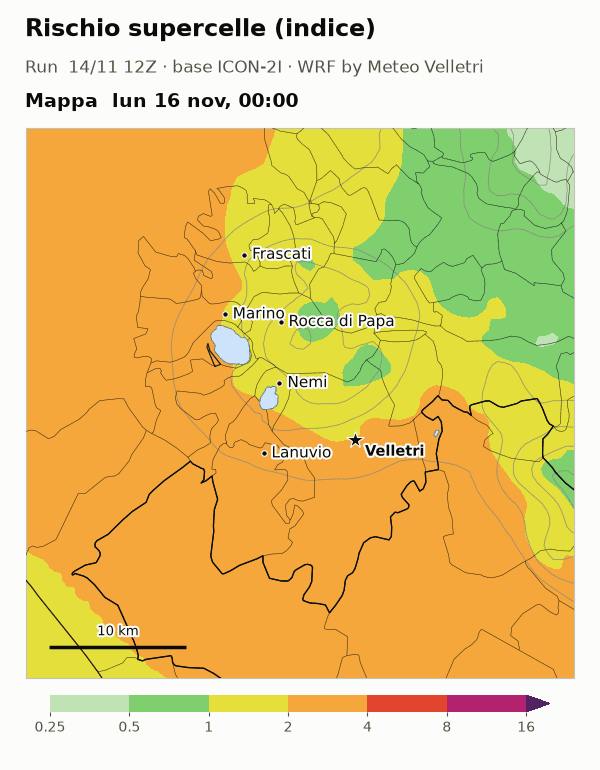 Rischio supercelle (indice)
Run  14/11 12Z · base ICON-2I · WRF by Meteo Velletri
Mappa  lun 16 nov, 00:00
Frascati
Marino
Rocca di Papa
Nemi
Velletri
Lanuvio
10 km
0.25 0.5 1 2 4 8 16